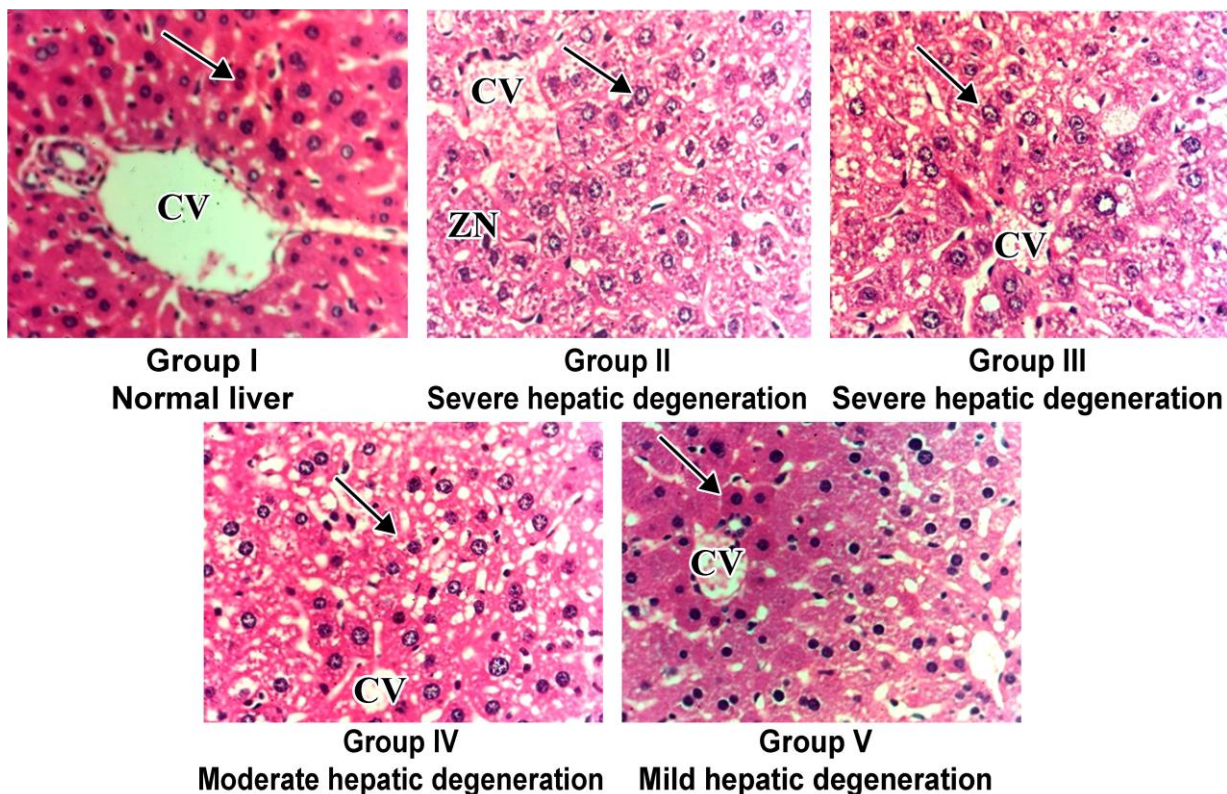 CV
Group I
Normal liver
CV
ZN
Group II
Severe hepatic degeneration
CV
Group III
Severe hepatic degeneration
CV
Group IV
Moderate hepatic degeneration
CV
Group V
Mild hepatic degeneration